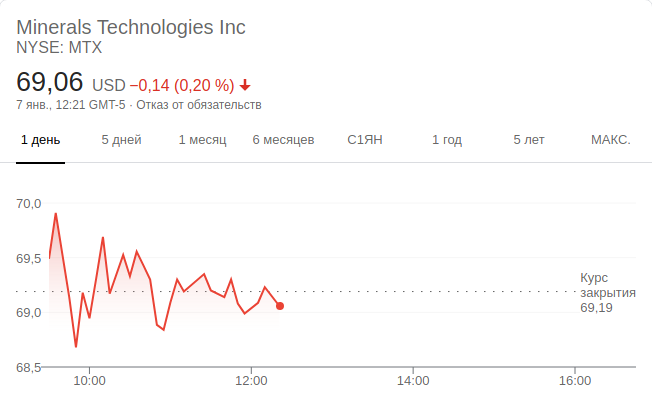 Minerals Technologies Inc
NYSE: MTX
69,06 USD −0,14 (0,20 %)
7 янв., 12:21 GMT-5 · Отказ от обязательств
1 день 5 дней 1 месяц 6 месяцев С1ЯН 1 год 5 лет МАКС.
70,0
69,5
69,0
68,5
Курс
закрытия
69,19
10:00 12:00 14:00 16:00